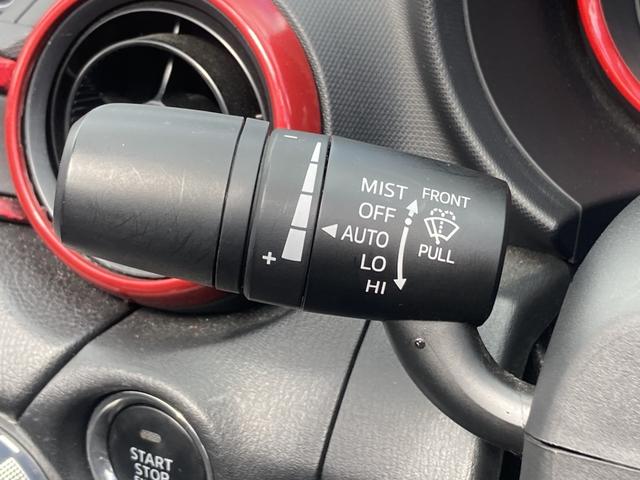 −
+
MIST
OFF
AUTO
LO
HI
FRONT
PULL
START
STOP